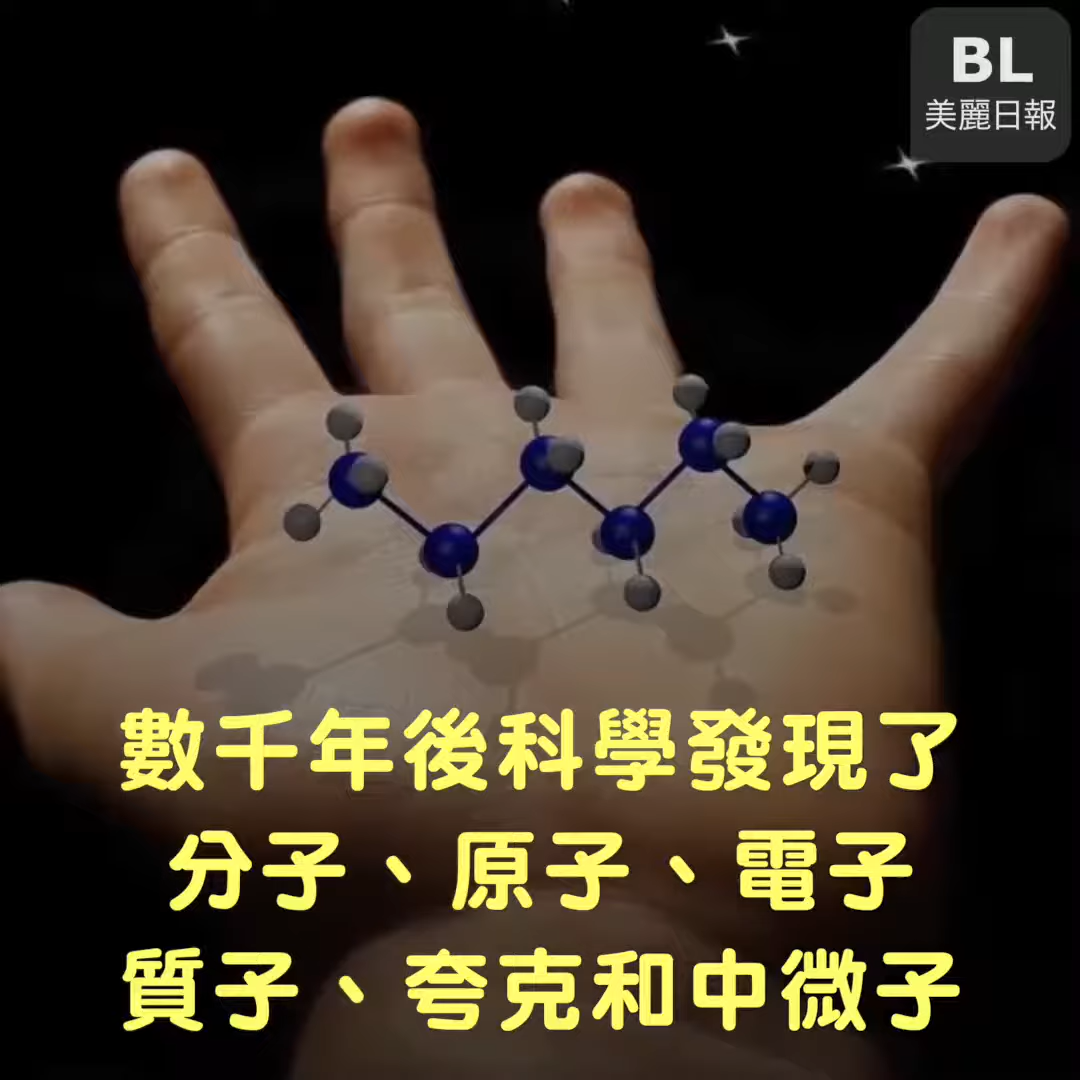 BL
美麗日報
數千年後科學發現了
分子、原子、電子
質子、夸克和中微子